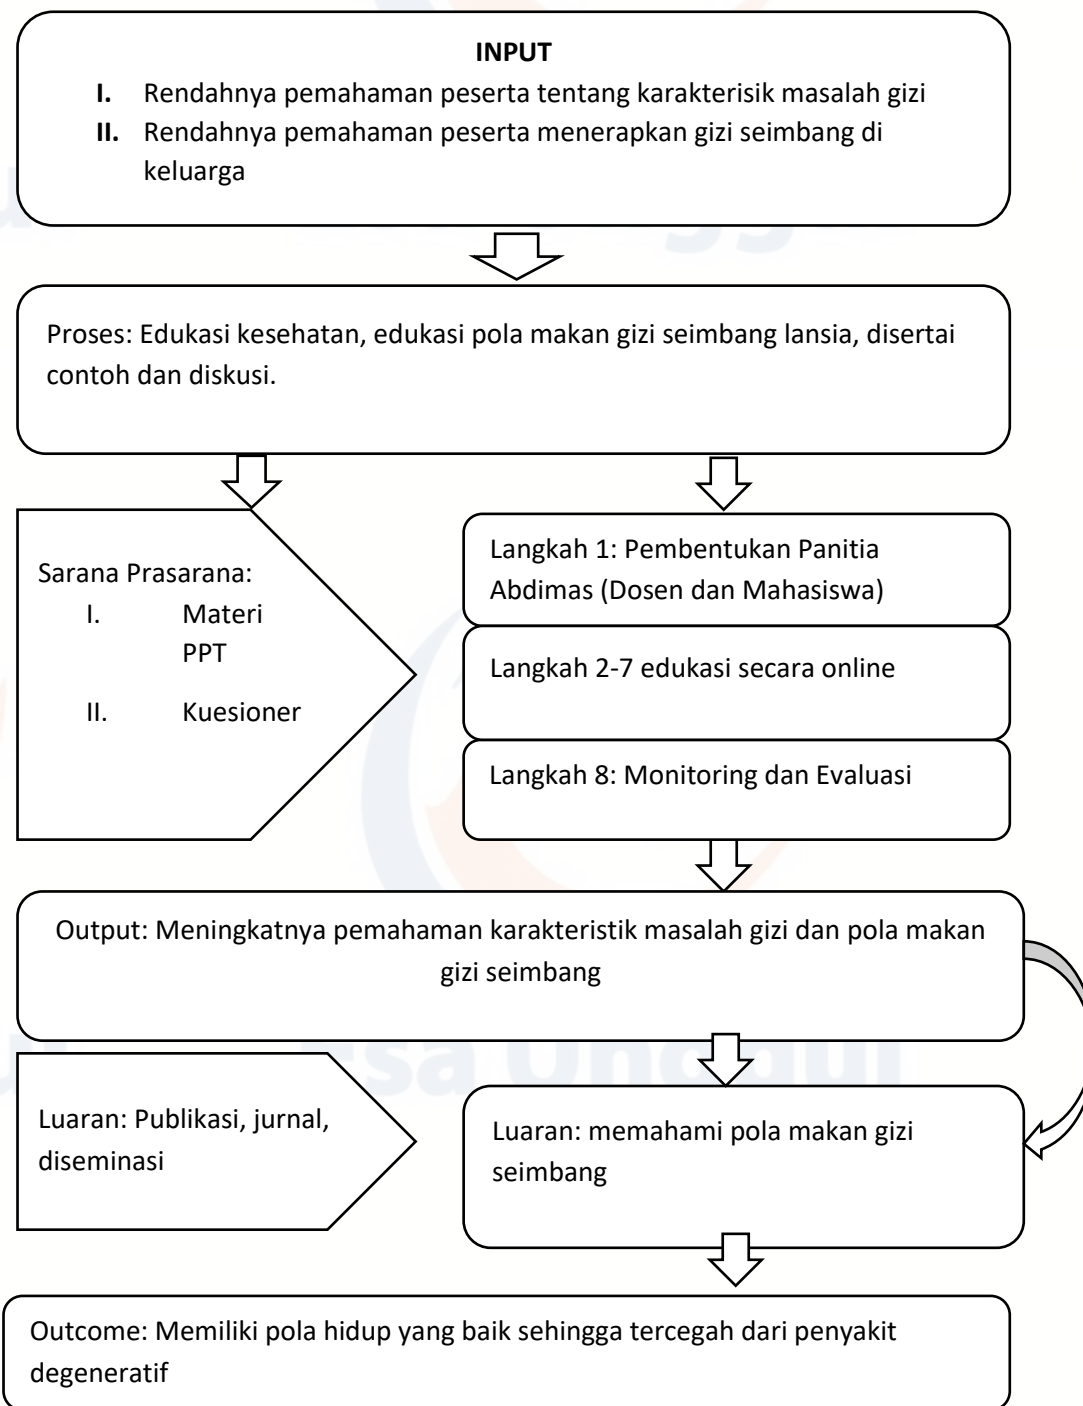 INPUT
I. Rendahnya pemahaman peserta tentang karakterisik masalah gizi
II. Rendahnya pemahaman peserta menerapkan gizi seimbang di
keluarga
Proses: Edukasi kesehatan, edukasi pola makan gizi seimbang lansia, disertai
contoh dan diskusi.
Sarana Prasarana:
I. Materi
PPT
II. Kuesioner
Langkah 1: Pembentukan Panitia
Abdimas (Dosen dan Mahasiswa)
Langkah 2-7 edukasi secara online
Langkah 8: Monitoring dan Evaluasi
Output: Meningkatnya pemahaman karakteristik masalah gizi dan pola makan
gizi seimbang
Luaran: Publikasi, jurnal,
diseminasi
Luaran: memahami pola makan gizi
seimbang
Outcome: Memiliki pola hidup yang baik sehingga tercegah dari penyakit
degeneratif